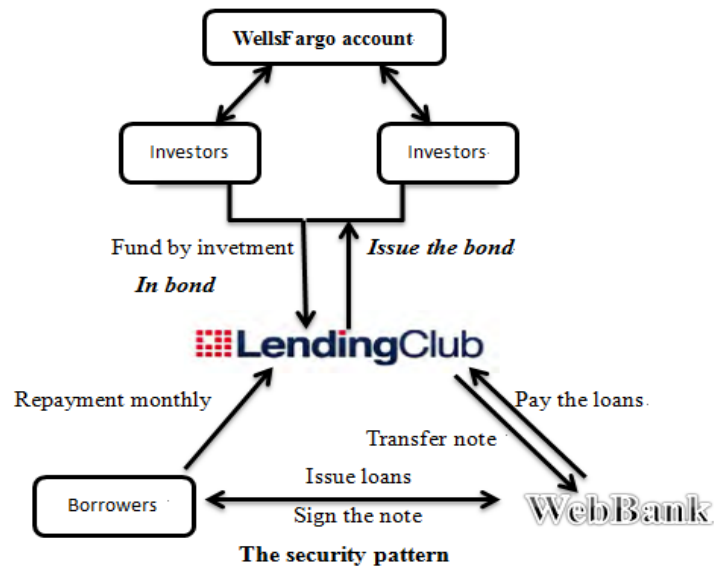 WellsFargo account
Investors
Investors
Fund by invetment
Issue the bond
In bond
LendingClub
Repayment monthly
Pay the loans
Transfer note
Issue loans
Borrowers
WebBank
Sign the note
The security pattern